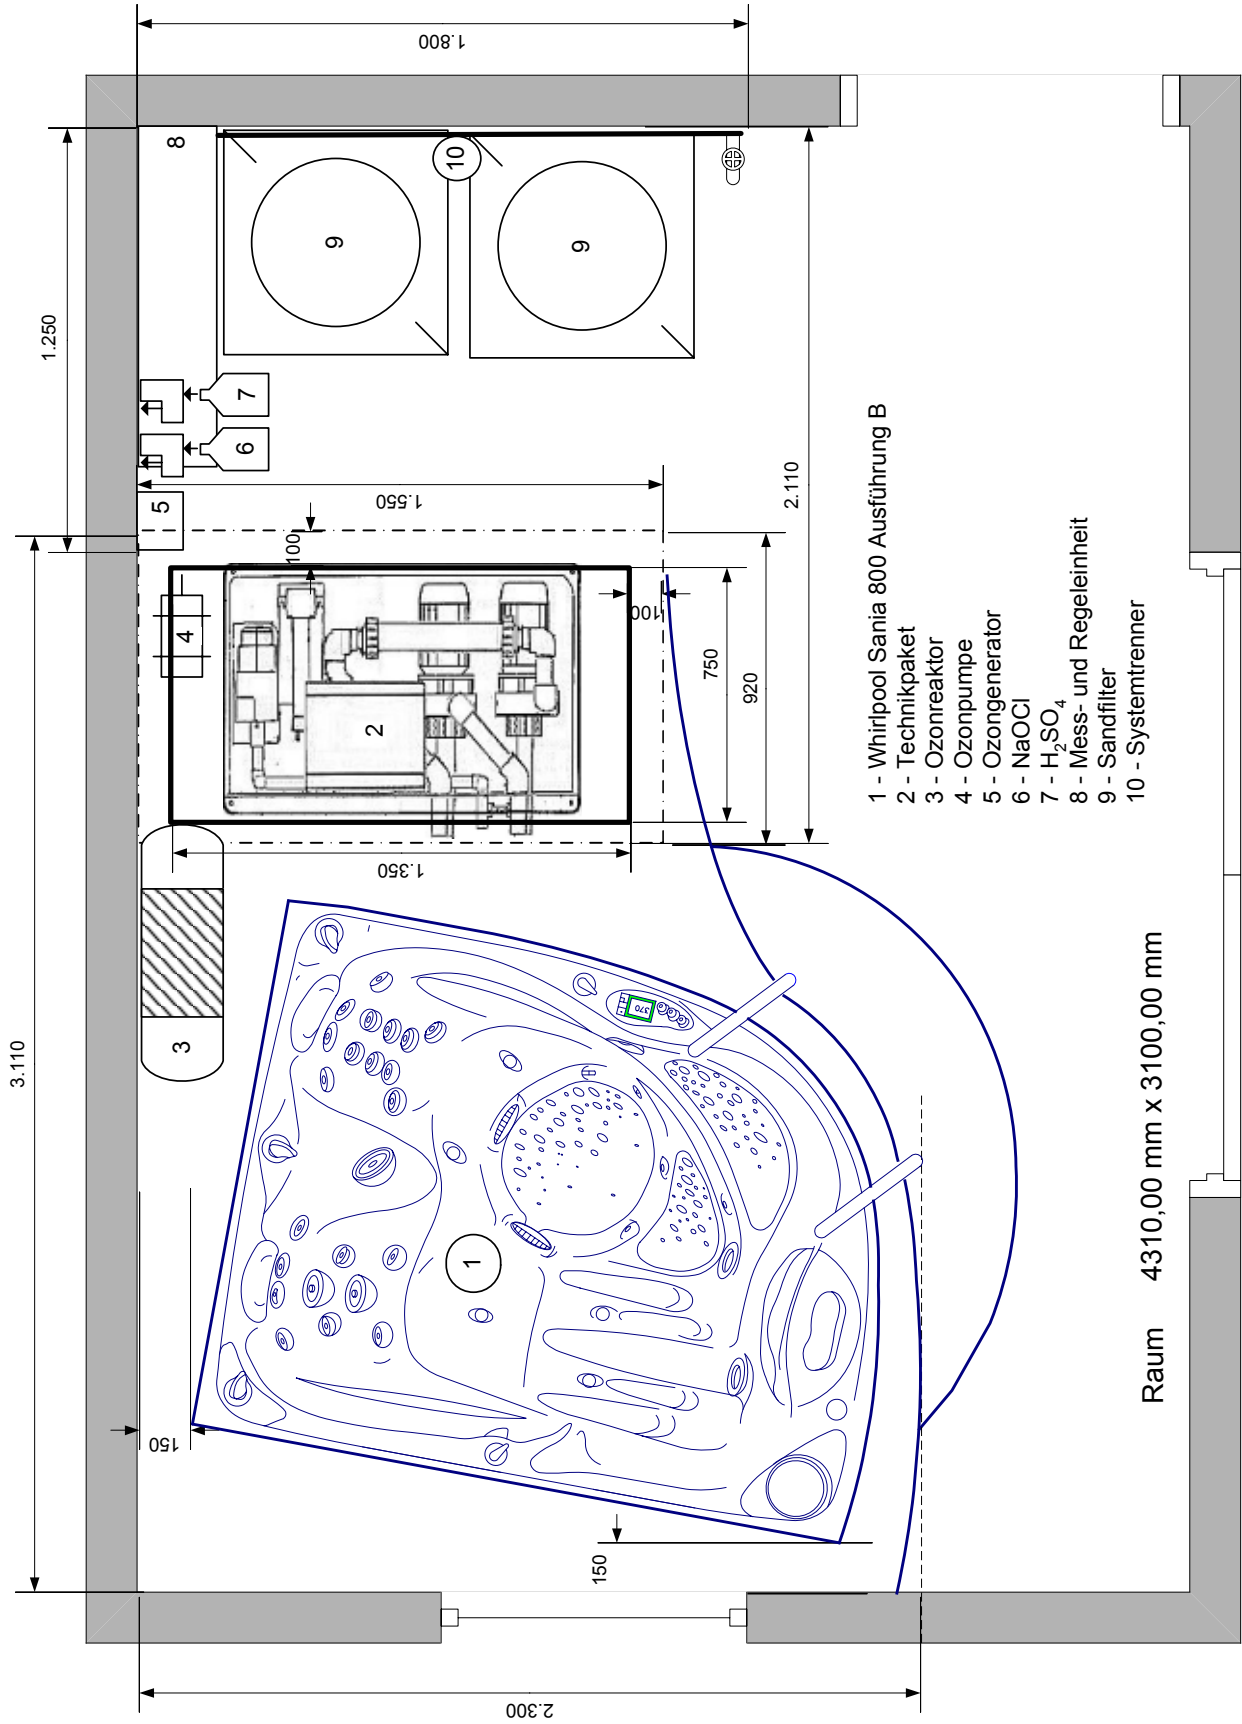 3.110
1.250
1.800
8
9
10
9
7
6
5
1.550
2.110
100
4
2
100
750
920
1.350
3
370
1
150
150
2.300
1 - Whirlpool Sania 800 Ausführung B
2 - Technikpaket
3 - Ozonreaktor
4 - Ozonpumpe
5 - Ozongenerator
6 - NaOCl
7 - H₂SO₄
8 - Mess- und Regeleinheit
9 - Sandfilter
10 - Systemtrenner
Raum 4310,00 mm x 3100,00 mm